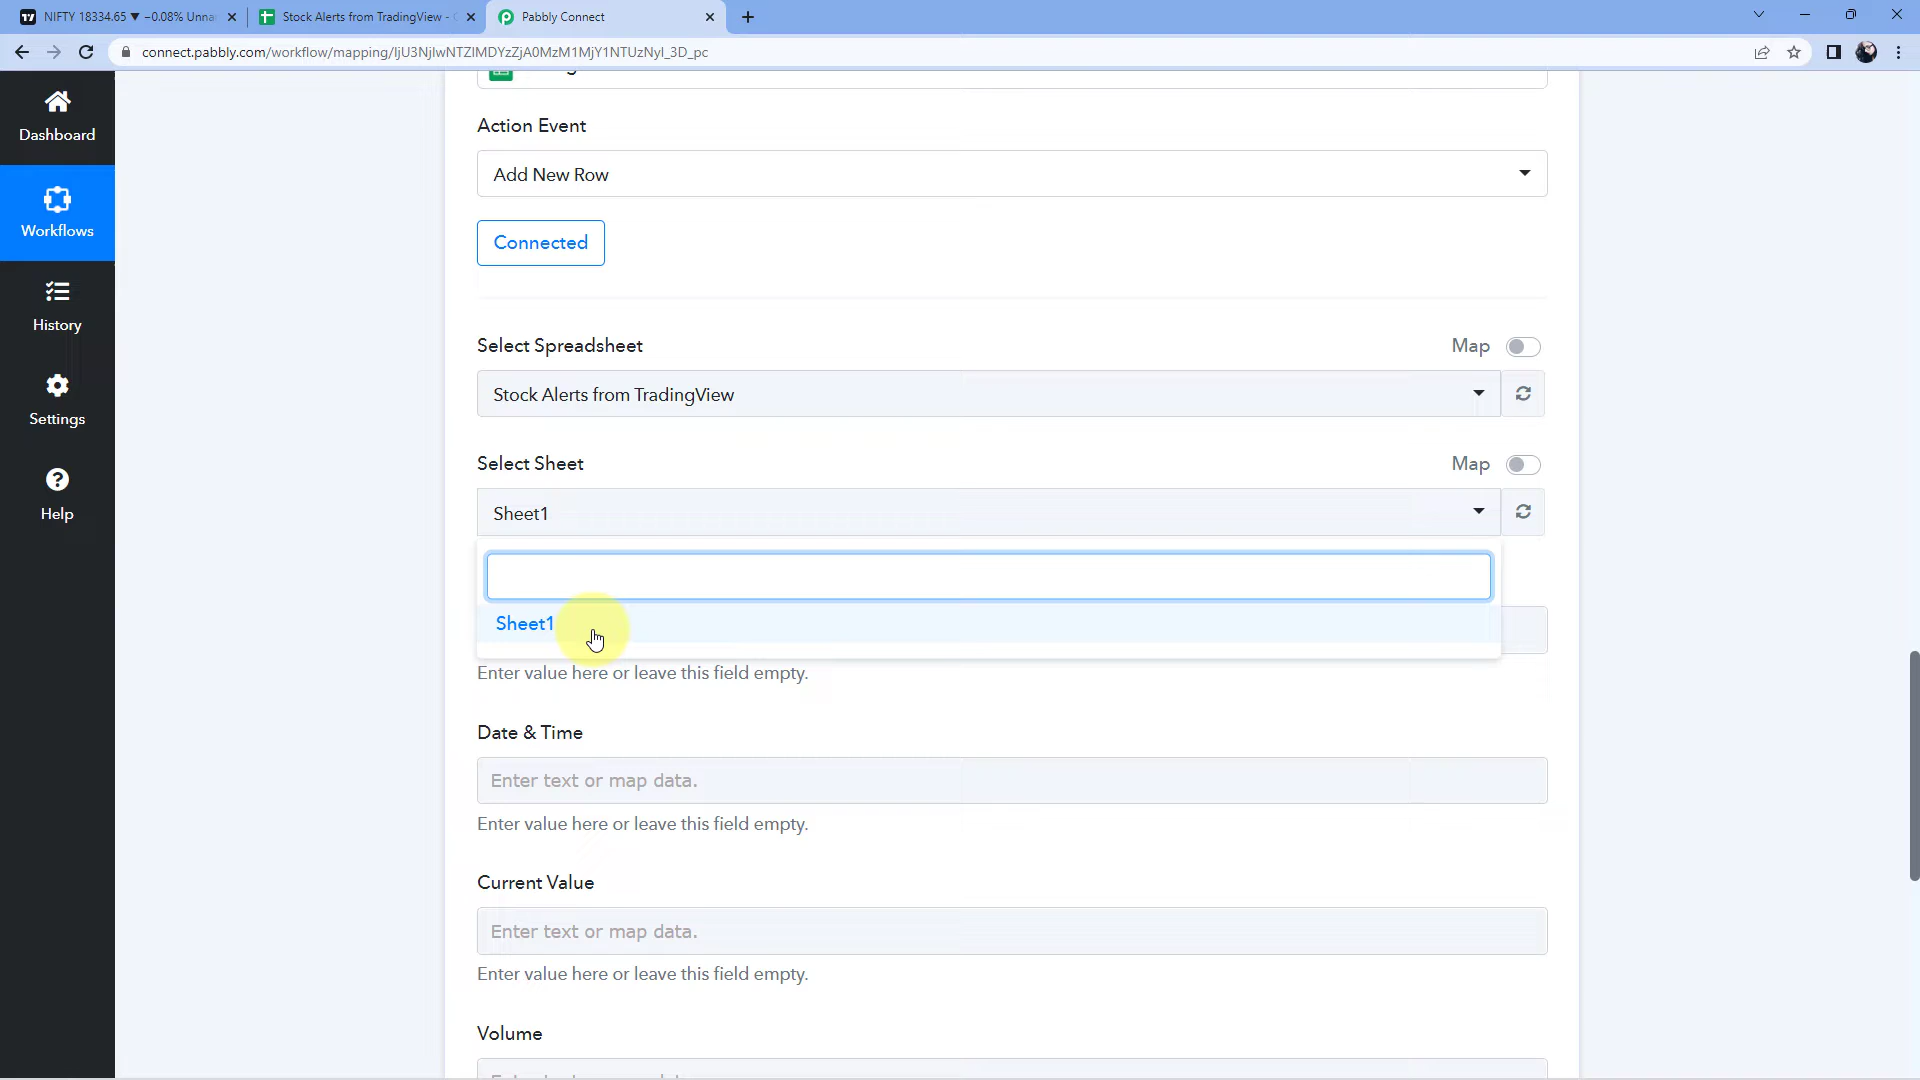 NIFTY 18334.65 ▼ −0.08% Unna
Stock Alerts from TradingView -
Pabbly Connect
connect.pabbly.com/workflow/mapping/IjU3NjIwNTZlMDYzZjA0MzM1MjY1NTUzNyI_3D_pc
Dashboard
Workflows
History
Settings
Help
Action Event
Add New Row
Connected
Select Spreadsheet
Map
Stock Alerts from TradingView
Select Sheet
Map
Sheet1
Sheet1
Enter value here or leave this field empty.
Date & Time
Enter text or map data.
Enter value here or leave this field empty.
Current Value
Enter text or map data.
Enter value here or leave this field empty.
Volume